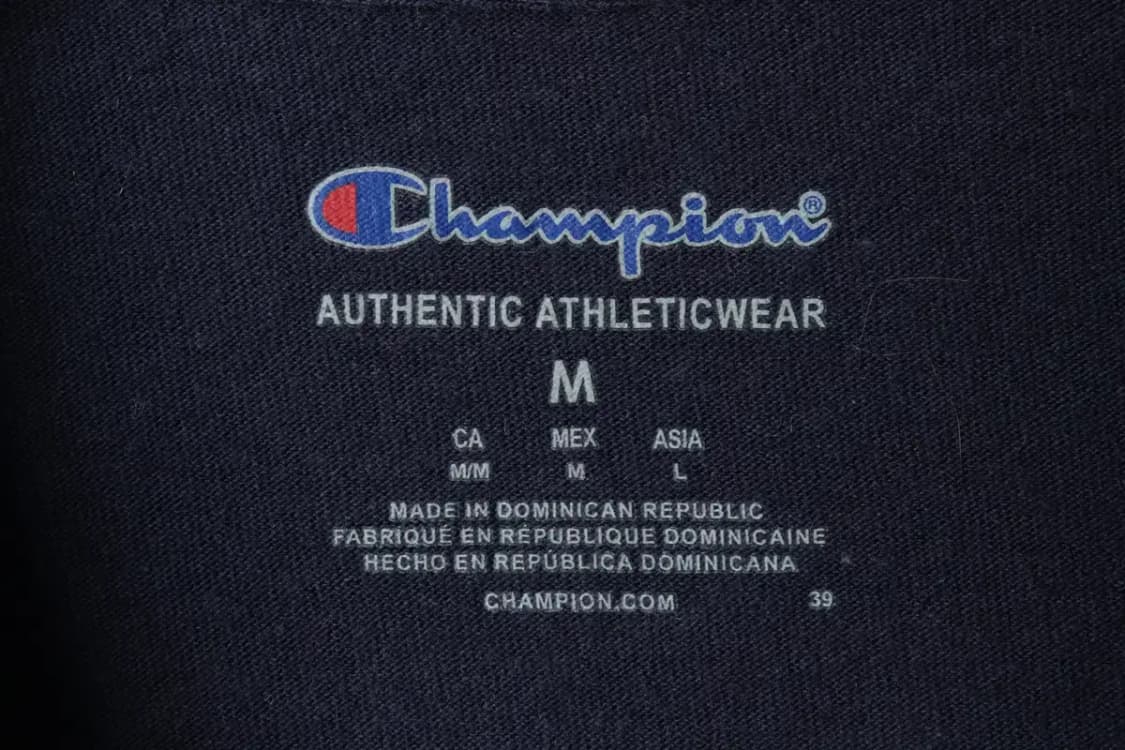 Champion®
AUTHENTIC ATHLETICWEAR
M
CA MEX ASIA
M/M M L
MADE IN DOMINICAN REPUBLIC
FABRIQUÉ EN RÉPUBLIQUE DOMINICAINE
HECHO EN REPÚBLICA DOMINICANA
CHAMPION.COM 39